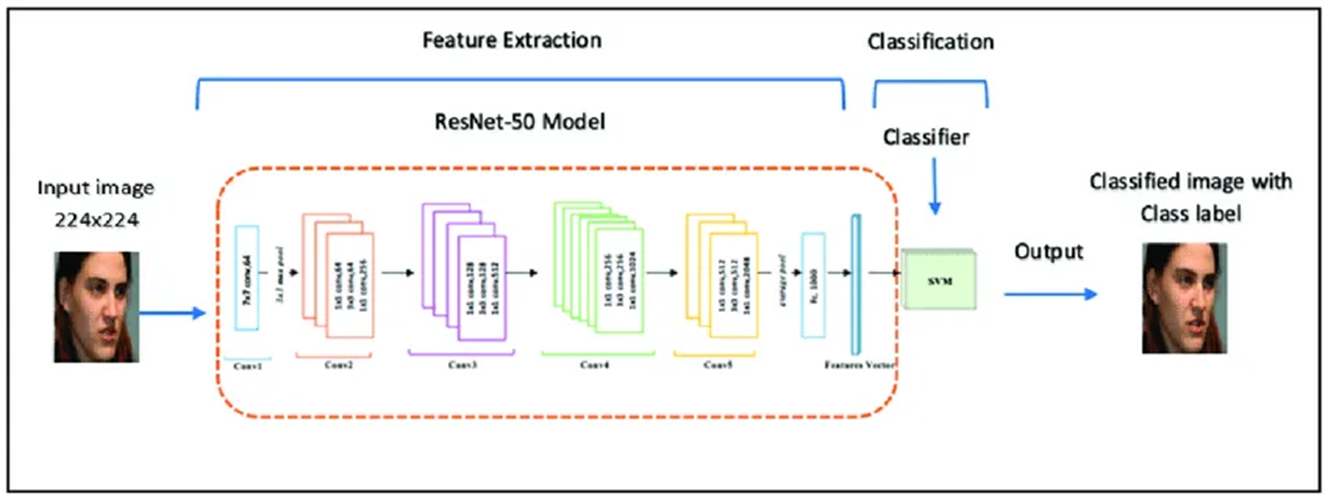 Feature Extraction
Classification
ResNet-50 Model
Classifier
Input image
224x224
Classified image with
Class label
Output
7x7 conv,64
3x3 max pool
1x1 conv,64
3x3 conv,64
1x1 conv,256
1x1 conv,128
3x3 conv,128
1x1 conv,512
1x1 conv,256
3x3 conv,256
1x1 conv,1024
1x1 conv,512
3x3 conv,512
1x1 conv,2048
average pool
fc, 1000
SVM
Conv1
Conv2
Conv3
Conv4
Conv5
Features Vector